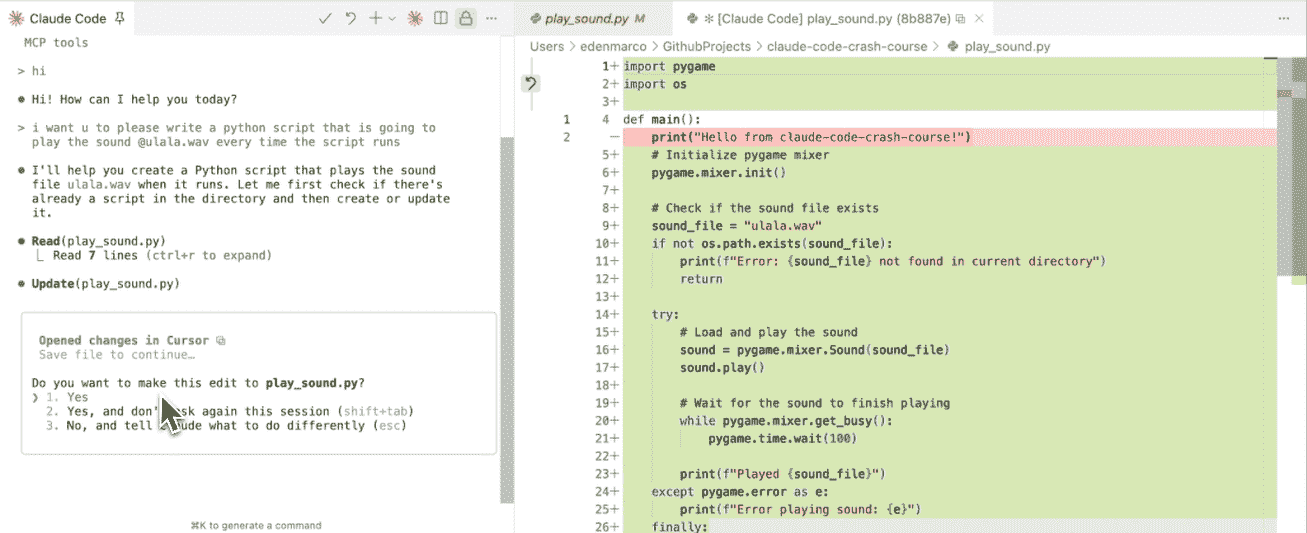 Claude Code
MCP tools
> hi
Hi! How can I help you today?
> i want u to please write a python script that is going to
play the sound @ulala.wav every time the script runs
I'll help you create a Python script that plays the sound
file ulala.wav when it runs. Let me first check if there's
already a script in the directory and then create or update
it.
Read(play_sound.py)
Read 7 lines (ctrl+r to expand)
Update(play_sound.py)
Opened changes in Cursor
Save file to continue…
Do you want to make this edit to play_sound.py?
❯ 1. Yes
2. Yes, and don' ask again this session (shift+tab)
3. No, and tell what to do differently (esc)
⌘K to generate a command
play_sound.py M
✻ [Claude Code] play_sound.py (8b887e)
Users > edenmarco > GithubProjects > claude-code-crash-course > play_sound.py
1+ import pygame
2+ import os
3+
1 4 def main():
2 — print("Hello from claude-code-crash-course!")
5+ # Initialize pygame mixer
6+ pygame.mixer.init()
7+
8+ # Check if the sound file exists
9+ sound_file = "ulala.wav"
10+ if not os.path.exists(sound_file):
11+ print(f"Error: {sound_file} not found in current directory")
12+ return
13+
14+ try:
15+ # Load and play the sound
16+ sound = pygame.mixer.Sound(sound_file)
17+ sound.play()
18+
19+ # Wait for the sound to finish playing
20+ while pygame.mixer.get_busy():
21+ pygame.time.wait(100)
22+
23+ print(f"Played {sound_file}")
24+ except pygame.error as e:
25+ print(f"Error playing sound: {e}")
26+ finally: